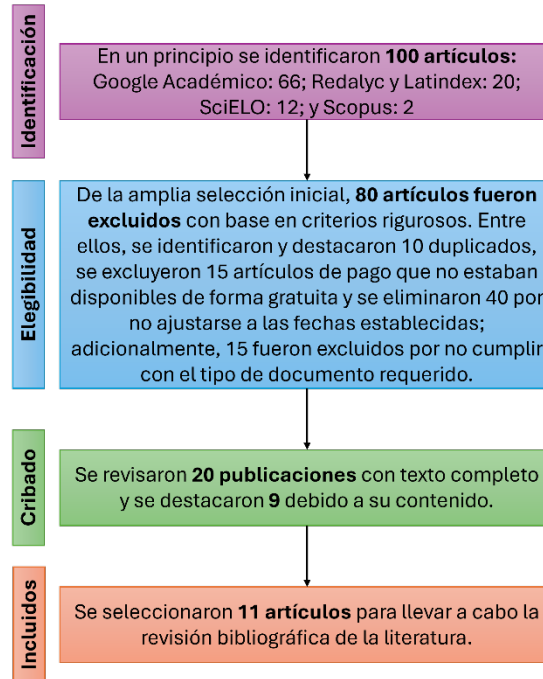 Identificación
En un principio se identificaron 100 artículos:
Google Académico: 66; Redalyc y Latindex: 20;
SciELO: 12; y Scopus: 2
Elegibilidad
De la amplia selección inicial, 80 artículos fueron
excluidos con base en criterios rigurosos. Entre
ellos, se identificaron y destacaron 10 duplicados,
se excluyeron 15 artículos de pago que no estaban
disponibles de forma gratuita y se eliminaron 40 por
no ajustarse a las fechas establecidas;
adicionalmente, 15 fueron excluidos por no cumplir
con el tipo de documento requerido.
Cribado
Se revisaron 20 publicaciones con texto completo
y se destacaron 9 debido a su contenido.
Incluidos
Se seleccionaron 11 artículos para llevar a cabo la
revisión bibliográfica de la literatura.